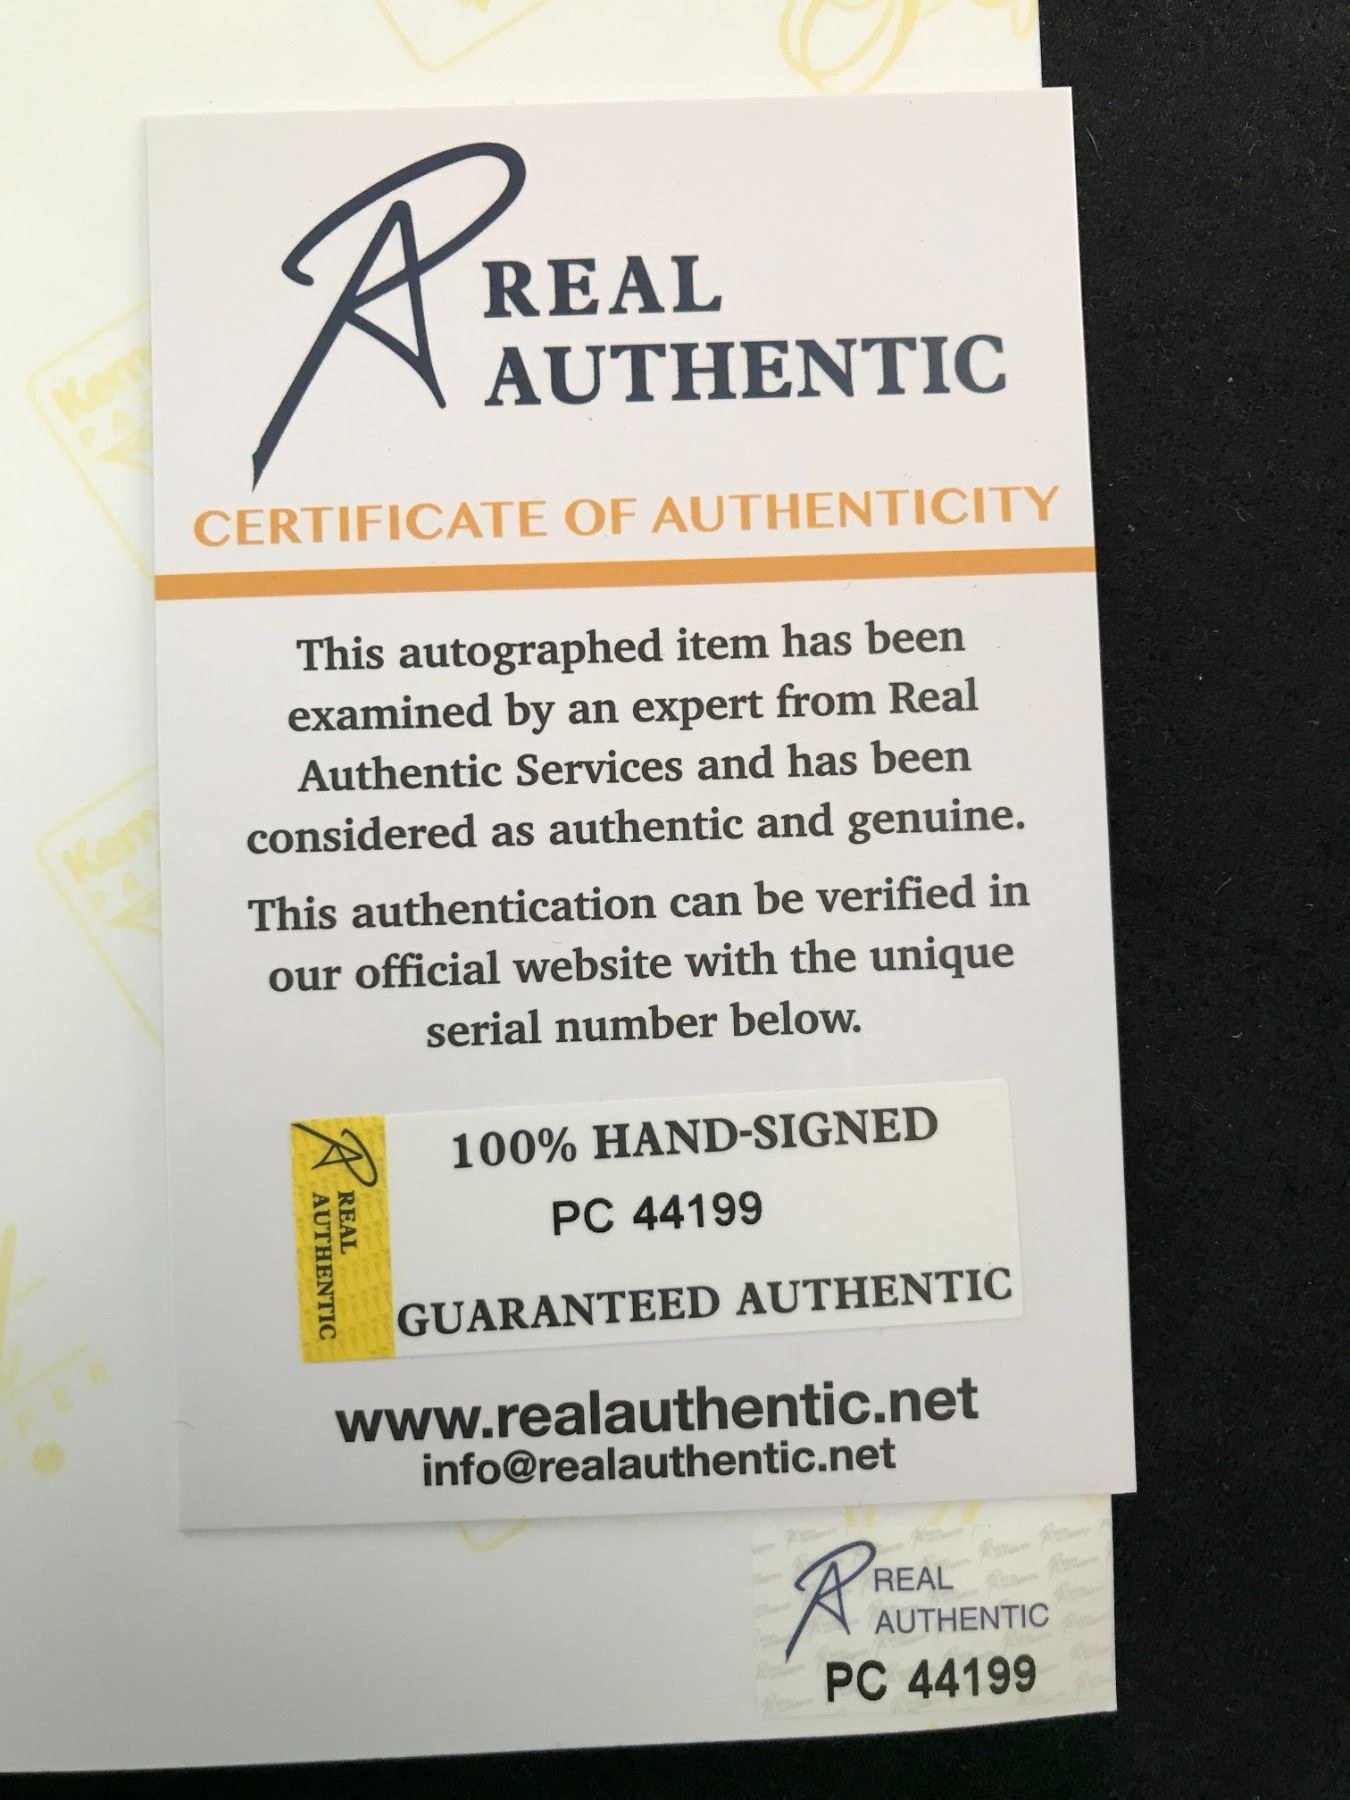 REAL
AUTHENTIC
CERTIFICATE OF AUTHENTICITY
This autographed item has been
examined by an expert from Real
Authentic Services and has been
considered as authentic and genuine.
This authentication can be verified in
our official website with the unique
serial number below.
REAL
AUTHENTIC
100% HAND-SIGNED
PC 44199
GUARANTEED AUTHENTIC
www.realauthentic.net
info@realauthentic.net
REAL
AUTHENTIC
PC 44199